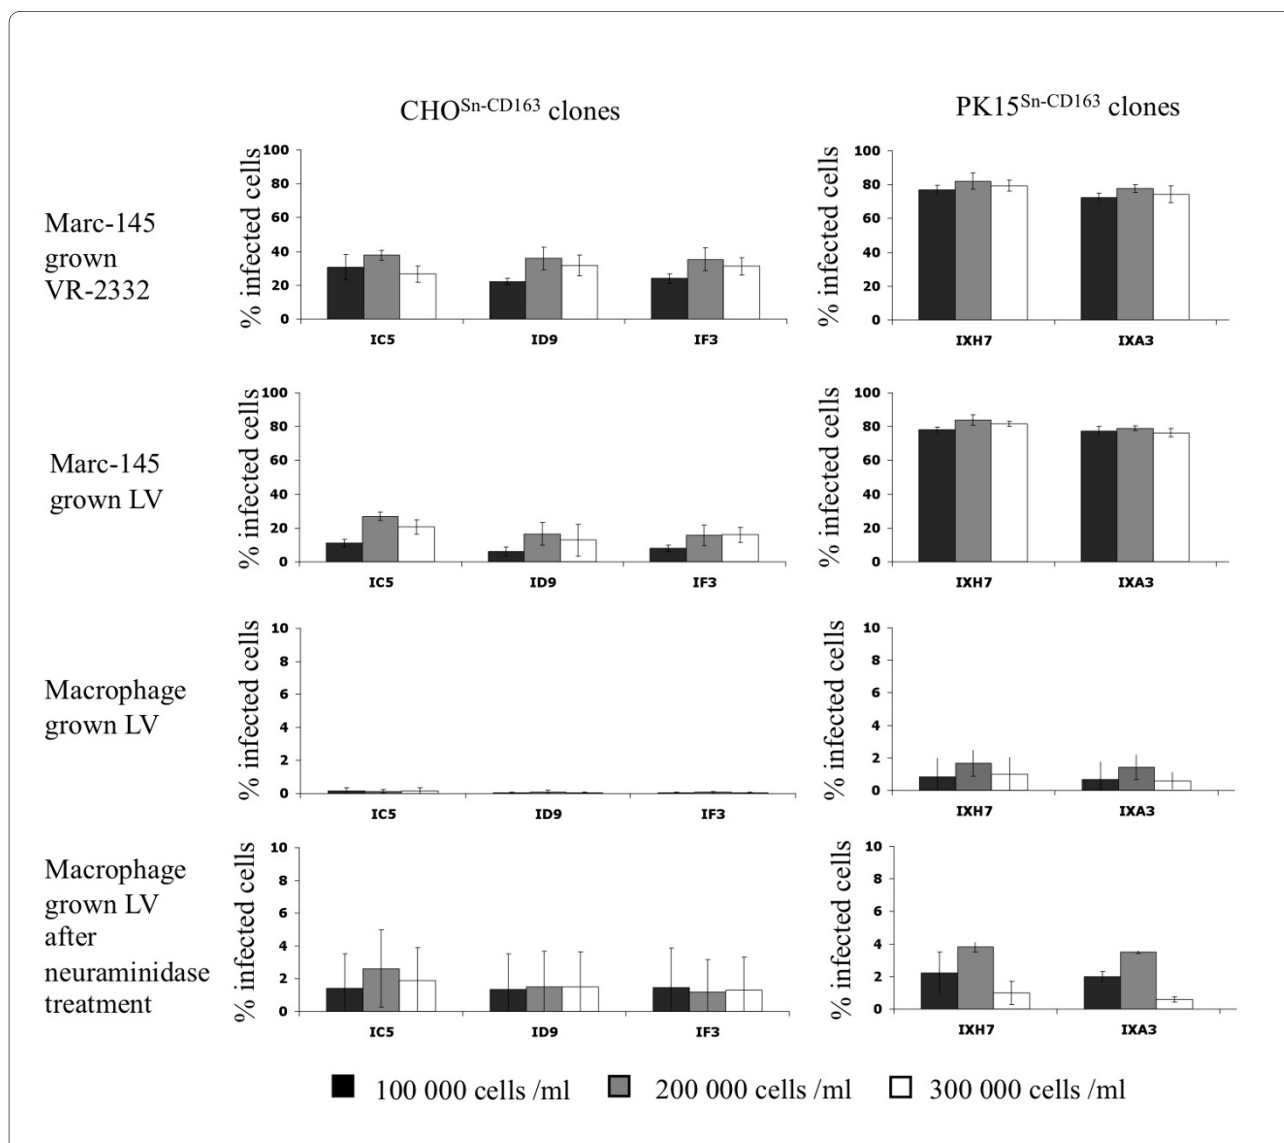 CHO^Sn-CD163 clones
PK15^Sn-CD163 clones
Marc-145
grown
VR-2332
% infected cells
100
80
60
40
20
0
IC5 ID9 IF3
% infected cells
100
80
60
40
20
0
IXH7 IXA3
Marc-145
grown LV
% infected cells
100
80
60
40
20
0
IC5 ID9 IF3
% infected cells
100
80
60
40
20
0
IXH7 IXA3
Macrophage
grown LV
% infected cells
10
8
6
4
2
0
IC5 ID9 IF3
% infected cells
10
8
6
4
2
0
IXH7 IXA3
Macrophage
grown LV
after
neuraminidase
treatment
% infected cells
10
8
6
4
2
0
IC5 ID9 IF3
% infected cells
10
8
6
4
2
0
IXH7 IXA3
100 000 cells /ml 200 000 cells /ml 300 000 cells /ml